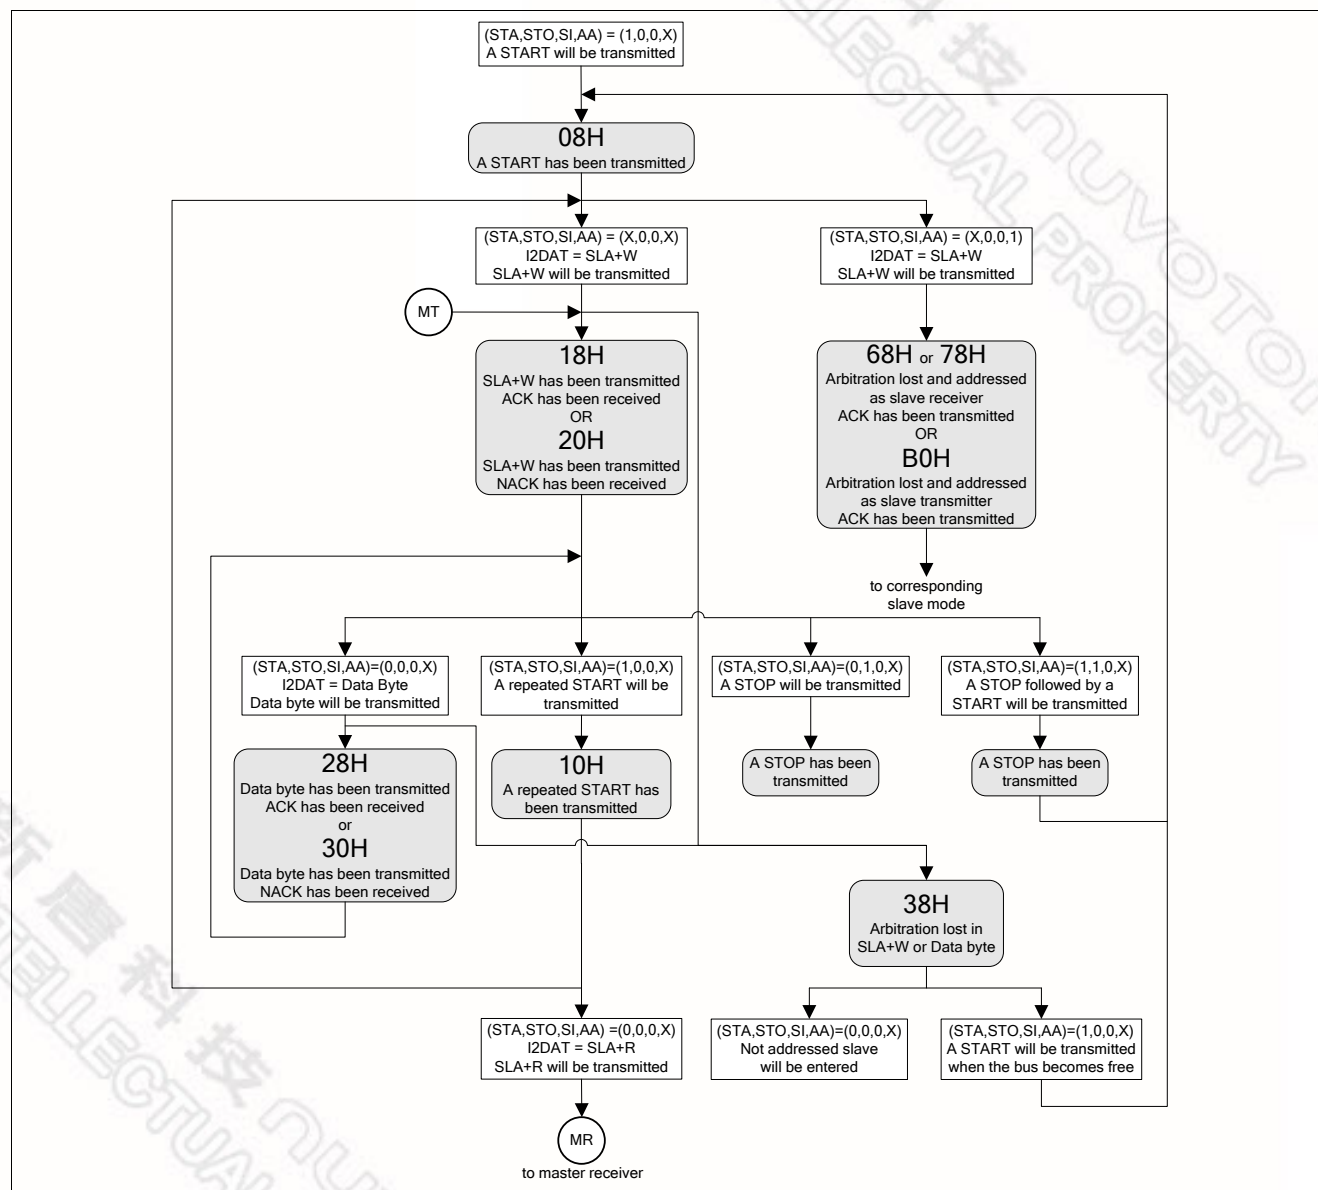 (STA,STO,SI,AA) = (1,0,0,X)
A START will be transmitted
08H
A START has been transmitted
(STA,STO,SI,AA) = (X,0,0,X)
I2DAT = SLA+W
SLA+W will be transmitted
(STA,STO,SI,AA) = (X,0,0,1)
I2DAT = SLA+W
SLA+W will be transmitted
MT
18H
SLA+W has been transmitted
ACK has been received
OR
20H
SLA+W has been transmitted
NACK has been received
68H or 78H
Arbitration lost and addressed
as slave receiver
ACK has been transmitted
OR
B0H
Arbitration lost and addressed
as slave transmitter
ACK has been transmitted
to corresponding
slave mode
(STA,STO,SI,AA)=(0,0,0,X)
I2DAT = Data Byte
Data byte will be transmitted
(STA,STO,SI,AA)=(1,0,0,X)
A repeated START will be
transmitted
(STA,STO,SI,AA)=(0,1,0,X)
A STOP will be transmitted
(STA,STO,SI,AA)=(1,1,0,X)
A STOP followed by a
START will be transmitted
28H
Data byte has been transmitted
ACK has been received
or
30H
Data byte has been transmitted
NACK has been received
10H
A repeated START has
been transmitted
A STOP has been
transmitted
A STOP has been
transmitted
38H
Arbitration lost in
SLA+W or Data byte
(STA,STO,SI,AA) =(0,0,0,X)
I2DAT = SLA+R
SLA+R will be transmitted
(STA,STO,SI,AA)=(0,0,0,X)
Not addressed slave
will be entered
(STA,STO,SI,AA)=(1,0,0,X)
A START will be transmitted
when the bus becomes free
MR
to master receiver
科技 nuvoTon
LLECTUAL PROPERTY
新唐科技 nu
TELLECTUAL